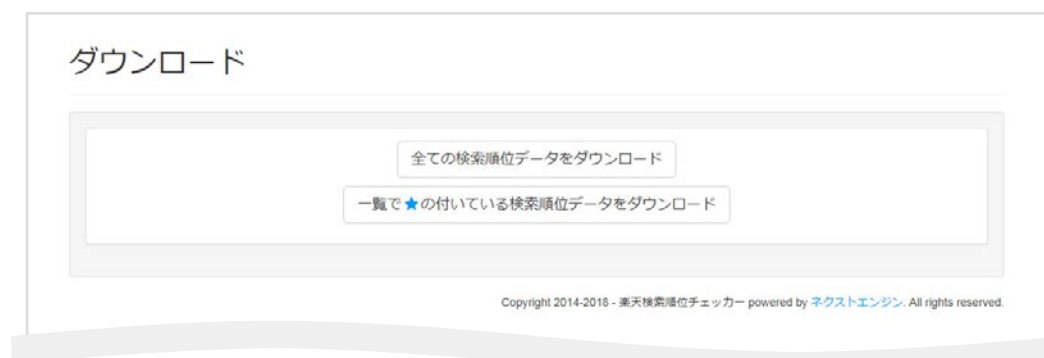 ダウンロード
全ての検索順位データをダウンロード
一覧で★の付いている検索順位データをダウンロード
Copyright 2014-2018 - 楽天検索順位チェッカー powered by ネクストエンジン. All rights reserved.